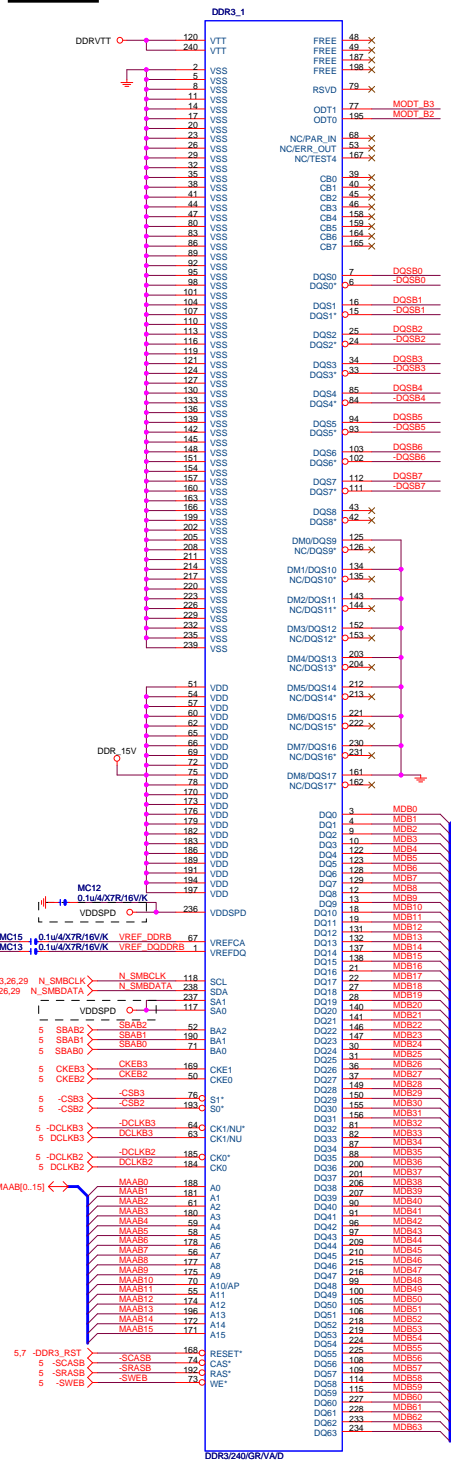 DDR3_1
DDRVTT 120 VTT
240 VTT
2 VSS
5 VSS
8 VSS
11 VSS
14 VSS
17 VSS
20 VSS
23 VSS
26 VSS
29 VSS
32 VSS
35 VSS
38 VSS
41 VSS
44 VSS
47 VSS
80 VSS
83 VSS
86 VSS
89 VSS
92 VSS
95 VSS
98 VSS
101 VSS
104 VSS
107 VSS
110 VSS
113 VSS
116 VSS
119 VSS
121 VSS
124 VSS
127 VSS
130 VSS
133 VSS
136 VSS
139 VSS
142 VSS
145 VSS
148 VSS
151 VSS
154 VSS
157 VSS
160 VSS
163 VSS
166 VSS
199 VSS
202 VSS
205 VSS
208 VSS
211 VSS
214 VSS
217 VSS
220 VSS
223 VSS
226 VSS
229 VSS
232 VSS
235 VSS
239 VSS
51 VDD
54 VDD
57 VDD
60 VDD
62 VDD
65 VDD
66 VDD
DDR_15V 69 VDD
72 VDD
75 VDD
78 VDD
170 VDD
173 VDD
176 VDD
179 VDD
182 VDD
183 VDD
186 VDD
189 VDD
191 VDD
194 VDD
197 VDD
MC12
0.1u/4/X7R/16V/K
VDDSPD 236 VDDSPD
MC15 0.1u/4/X7R/16V/K VREF_DDRB 67 VREFCA
MC13 0.1u/4/X7R/16V/K VREF_DQDDRB 1 VREFDQ
3,26,29 N_SMBCLK N_SMBCLK 118 SCL
26,29 N_SMBDATA N_SMBDATA 238 SDA
237 SA1
VDDSPD 117 SA0
5 SBAB2 SBAB2 52 BA2
5 SBAB1 SBAB1 190 BA1
5 SBAB0 SBAB0 71 BA0
5 CKEB3 CKEB3 169 CKE1
5 CKEB2 CKEB2 50 CKE0
5 -CSB3 -CSB3 76 S1*
5 -CSB2 -CSB2 193 S0*
5 -DCLKB3 -DCLKB3 64 CK1/NU*
5 DCLKB3 DCLKB3 63 CK1/NU
5 -DCLKB2 -DCLKB2 185 CK0*
5 DCLKB2 DCLKB2 184 CK0
MAAB[0..15] MAAB0 188 A0
MAAB1 181 A1
MAAB2 61 A2
MAAB3 180 A3
MAAB4 59 A4
MAAB5 58 A5
MAAB6 178 A6
MAAB7 56 A7
MAAB8 177 A8
MAAB9 175 A9
MAAB10 70 A10/AP
MAAB11 55 A11
MAAB12 174 A12
MAAB13 196 A13
MAAB14 172 A14
MAAB15 171 A15
5,7 -DDR3_RST 168 RESET*
5 -SCASB -SCASB 74 CAS*
5 -SRASB -SRASB 192 RAS*
5 -SWEB -SWEB 73 WE*
FREE 48
FREE 49
FREE 187
FREE 198
RSVD 79
ODT1 77 MODT_B3
ODT0 195 MODT_B2
NC/PAR_IN 68
NC/ERR_OUT 53
NC/TEST4 167
CB0 39
CB1 40
CB2 45
CB3 46
CB4 158
CB5 159
CB6 164
CB7 165
DQS0 7 DQSB0
DQS0* 6 -DQSB0
DQS1 16 DQSB1
DQS1* 15 -DQSB1
DQS2 25 DQSB2
DQS2* 24 -DQSB2
DQS3 34 DQSB3
DQS3* 33 -DQSB3
DQS4 85 DQSB4
DQS4* 84 -DQSB4
DQS5 94 DQSB5
DQS5* 93 -DQSB5
DQS6 103 DQSB6
DQS6* 102 -DQSB6
DQS7 112 DQSB7
DQS7* 111 -DQSB7
DQS8 43
DQS8* 42
DM0/DQS9 125
NC/DQS9* 126
DM1/DQS10 134
NC/DQS10* 135
DM2/DQS11 143
NC/DQS11* 144
DM3/DQS12 152
NC/DQS12* 153
DM4/DQS13 203
NC/DQS13* 204
DM5/DQS14 212
NC/DQS14* 213
DM6/DQS15 221
NC/DQS15* 222
DM7/DQS16 230
NC/DQS16* 231
DM8/DQS17 161
NC/DQS17* 162
DQ0 3 MDB0
DQ1 4 MDB1
DQ2 9 MDB2
DQ3 10 MDB3
DQ4 122 MDB4
DQ5 123 MDB5
DQ6 128 MDB6
DQ7 129 MDB7
DQ8 12 MDB8
DQ9 13 MDB9
DQ10 18 MDB10
DQ11 19 MDB11
DQ12 131 MDB12
DQ13 132 MDB13
DQ14 137 MDB14
DQ15 138 MDB15
DQ16 21 MDB16
DQ17 22 MDB17
DQ18 27 MDB18
DQ19 28 MDB19
DQ20 140 MDB20
DQ21 141 MDB21
DQ22 146 MDB22
DQ23 147 MDB23
DQ24 30 MDB24
DQ25 31 MDB25
DQ26 36 MDB26
DQ27 37 MDB27
DQ28 149 MDB28
DQ29 150 MDB29
DQ30 155 MDB30
DQ31 156 MDB31
DQ32 81 MDB32
DQ33 82 MDB33
DQ34 87 MDB34
DQ35 88 MDB35
DQ36 200 MDB36
DQ37 201 MDB37
DQ38 206 MDB38
DQ39 207 MDB39
DQ40 90 MDB40
DQ41 91 MDB41
DQ42 96 MDB42
DQ43 97 MDB43
DQ44 209 MDB44
DQ45 210 MDB45
DQ46 215 MDB46
DQ47 216 MDB47
DQ48 99 MDB48
DQ49 100 MDB49
DQ50 105 MDB50
DQ51 106 MDB51
DQ52 218 MDB52
DQ53 219 MDB53
DQ54 224 MDB54
DQ55 225 MDB55
DQ56 108 MDB56
DQ57 109 MDB57
DQ58 114 MDB58
DQ59 115 MDB59
DQ60 227 MDB60
DQ61 228 MDB61
DQ62 233 MDB62
DQ63 234 MDB63
DDR3/240/GR/VA/D